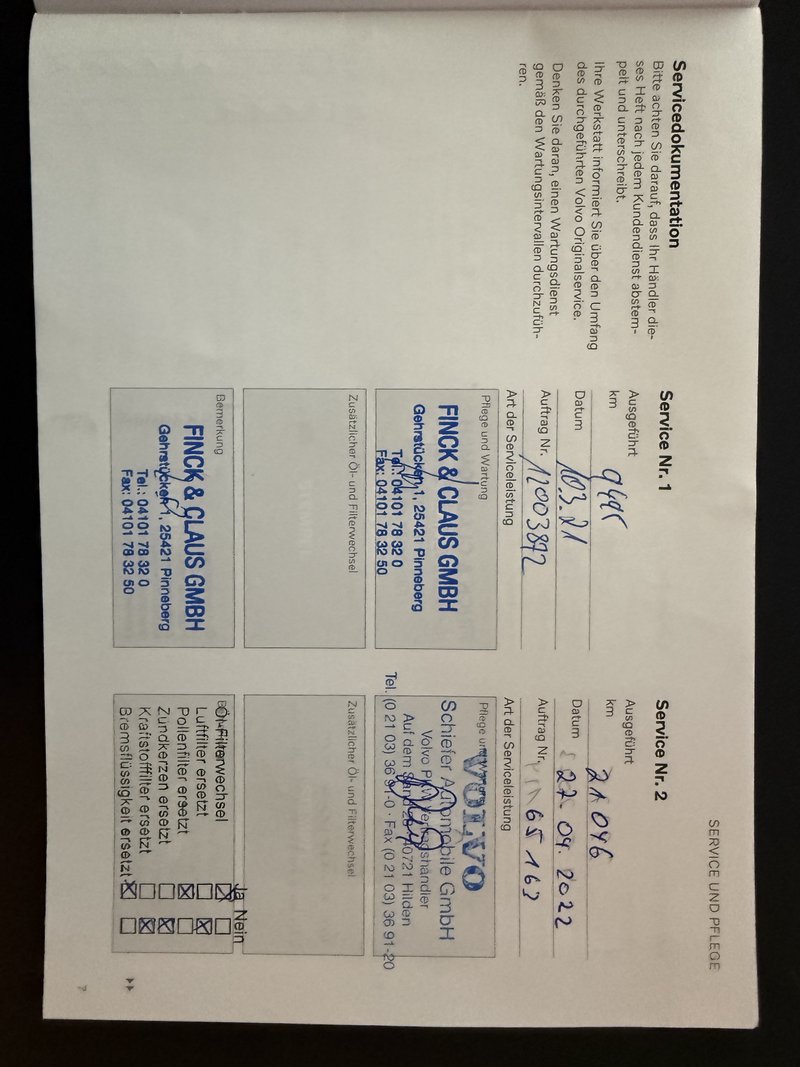 SERVICE UND PFLEGE
Servicedokumentation
Bitte achten Sie darauf, dass Ihr Händler die-
ses Heft nach jedem Kundendienst abstem-
pelt und unterschreibt.
Ihre Werkstatt informiert Sie über den Umfang
des durchgeführten Volvo Originalservice.
Denken Sie daran, einen Wartungsdienst
gemäß den Wartungsintervallen durchzufüh-
ren.
Service Nr. 1
Ausgeführt
km
Datum 103.21
Auftrag Nr. 12003892
Art der Serviceleistung
Pflege und Wartung
FINCK & CLAUS GMBH
Gehrstücken 1, 25421 Pinneberg
Tel.: 04101 78 32 0
Fax: 04101 78 32 50
Zusätzlicher Öl- und Filterwechsel
Bemerkung
FINCK & CLAUS GMBH
Gehrstücken 1, 25421 Pinneberg
Tel.: 04101 78 32 0
Fax: 04101 78 32 50
Service Nr. 2
Ausgeführt
km 21 046
Datum 27. 04. 2022
Auftrag Nr. 65 163
Art der Serviceleistung
Pflege und Wartung
VOLVO
Schiefer Automobile GmbH
Volvo PKW Vertragshändler
Auf dem Sand 26 · 40721 Hilden
Tel. (0 21 03) 36 91-0 · Fax (0 21 03) 36 91-20
Zusätzlicher Öl- und Filterwechsel
Ja Nein
Öl-Filterwechsel
Luftfilter ersetzt
Pollenfilter ersetzt
Zündkerzen ersetzt
Kraftstofffilter ersetzt
Bremsflüssigkeit ersetzt